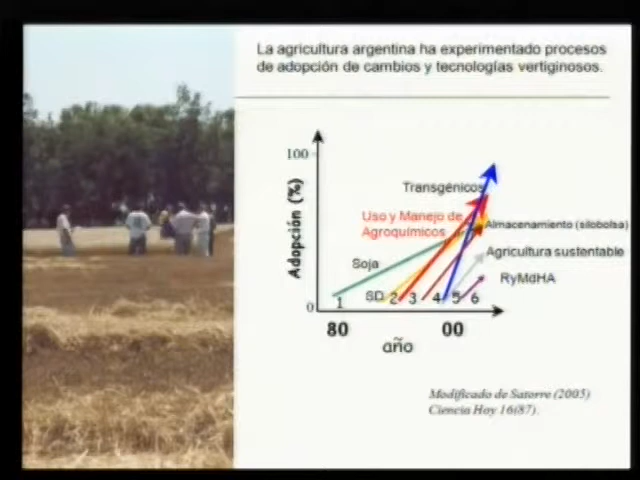 La agricultura argentina ha experimentado procesos
de adopción de cambios y tecnologías vertiginosos.
100
Adopción (%)
0
Transgénicos
Uso y Manejo de
Agroquímicos
Almacenamiento (silobolsa)
Agricultura sustentable
RyMdHA
Soja
SD
1
2
3
4
5
6
80
00
año
Modificado de Satorre (2005)
Ciencia Hoy 16(87).